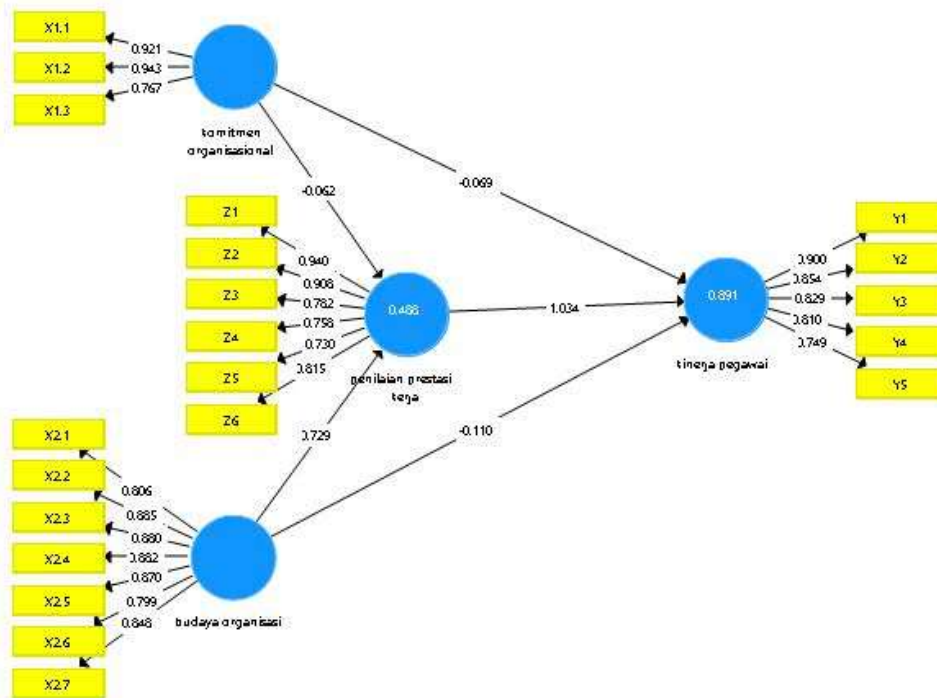 X1.1
0.921
X1.2
0.943
X1.3
0.767
komitmen
organisasional
-0.062
-0.069
Z1
0.940
Z2
0.908
Z3
0.782
Z4
0.758
Z5
0.730
Z6
0.815
0.488
penilaian prestasi
kerja
1.034
0.891
kinerja pegawai
Y1
0.900
Y2
0.854
Y3
0.829
Y4
0.810
Y5
0.749
0.729
-0.110
X2.1
0.806
X2.2
0.885
X2.3
0.880
X2.4
0.882
X2.5
0.870
X2.6
0.799
X2.7
0.848
budaya organisasi